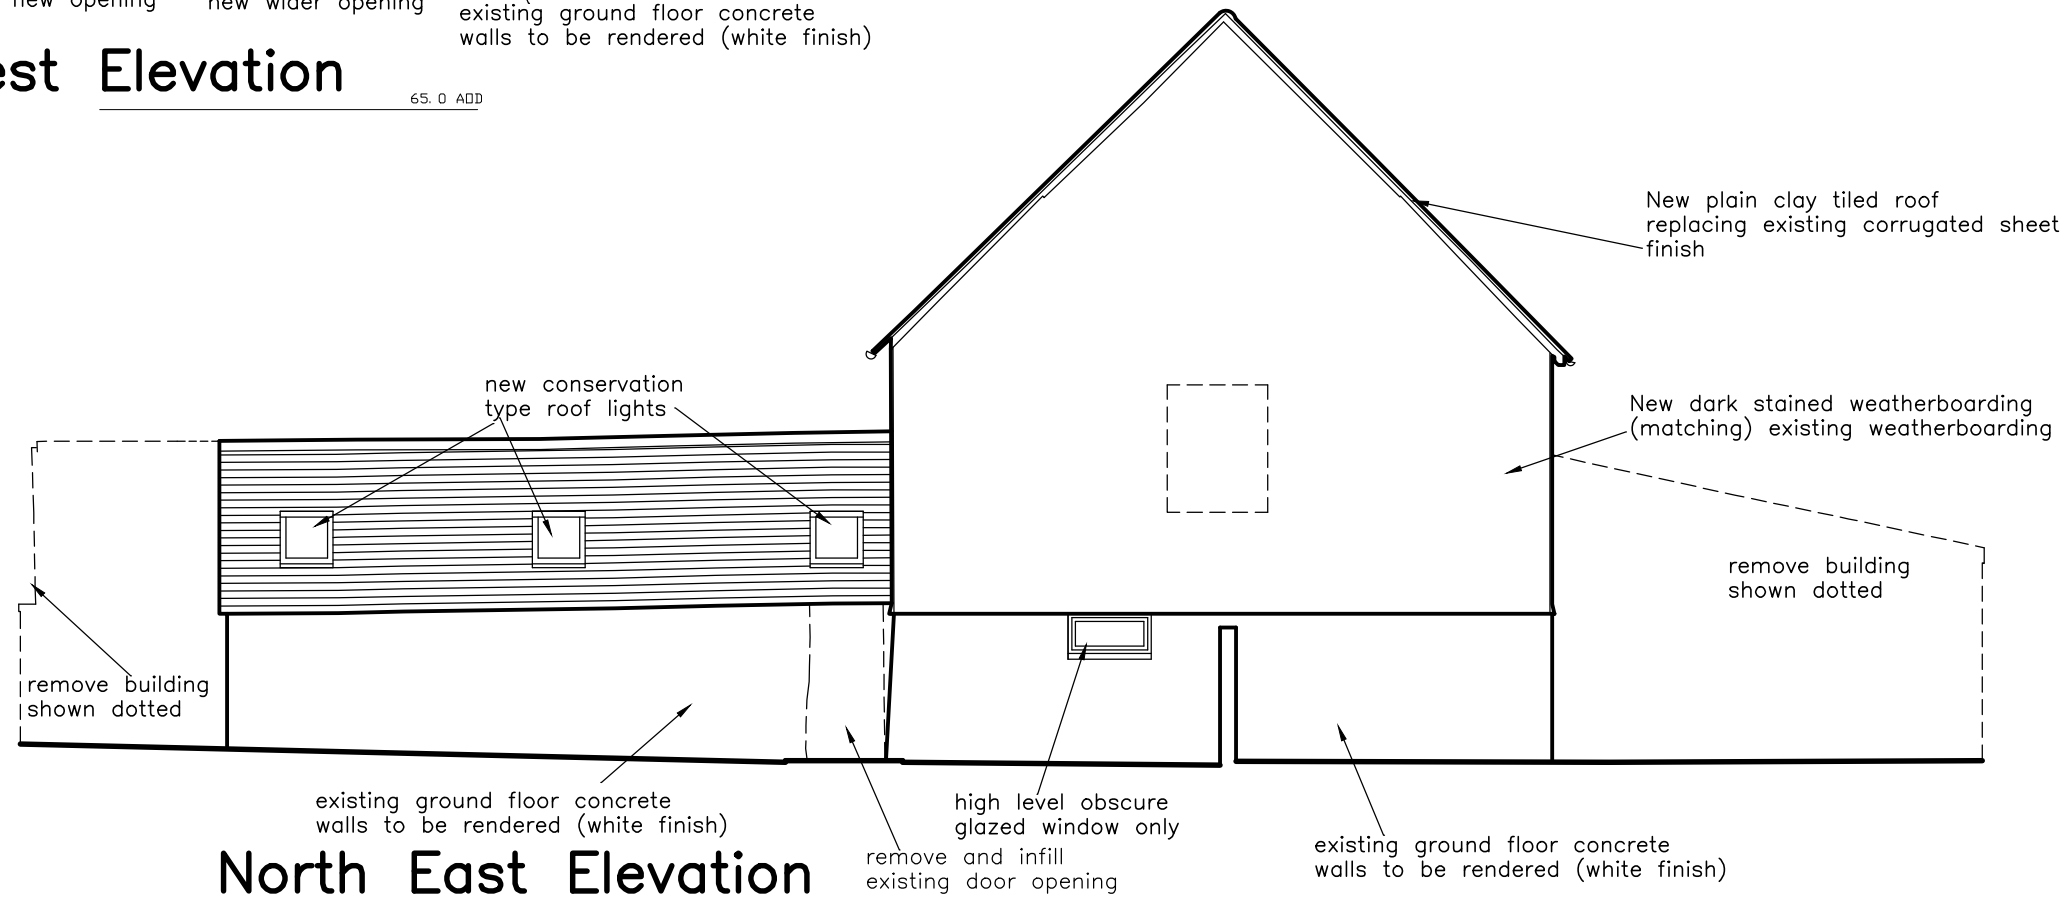 new opening
new wider opening
existing ground floor concrete
walls to be rendered (white finish)
est Elevation
65.0 AOD
New plain clay tiled roof
replacing existing corrugated sheet
finish
new conservation
type roof lights
New dark stained weatherboarding
(matching) existing weatherboarding
remove building
shown dotted
remove building
shown dotted
existing ground floor concrete
walls to be rendered (white finish)
high level obscure
glazed window only
existing ground floor concrete
walls to be rendered (white finish)
remove and infill
existing door opening
North East Elevation